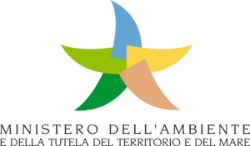 MINISTERO DELL'AMBIENTE
E DELLA TUTELA DEL TERRITORIO E DEL MARE